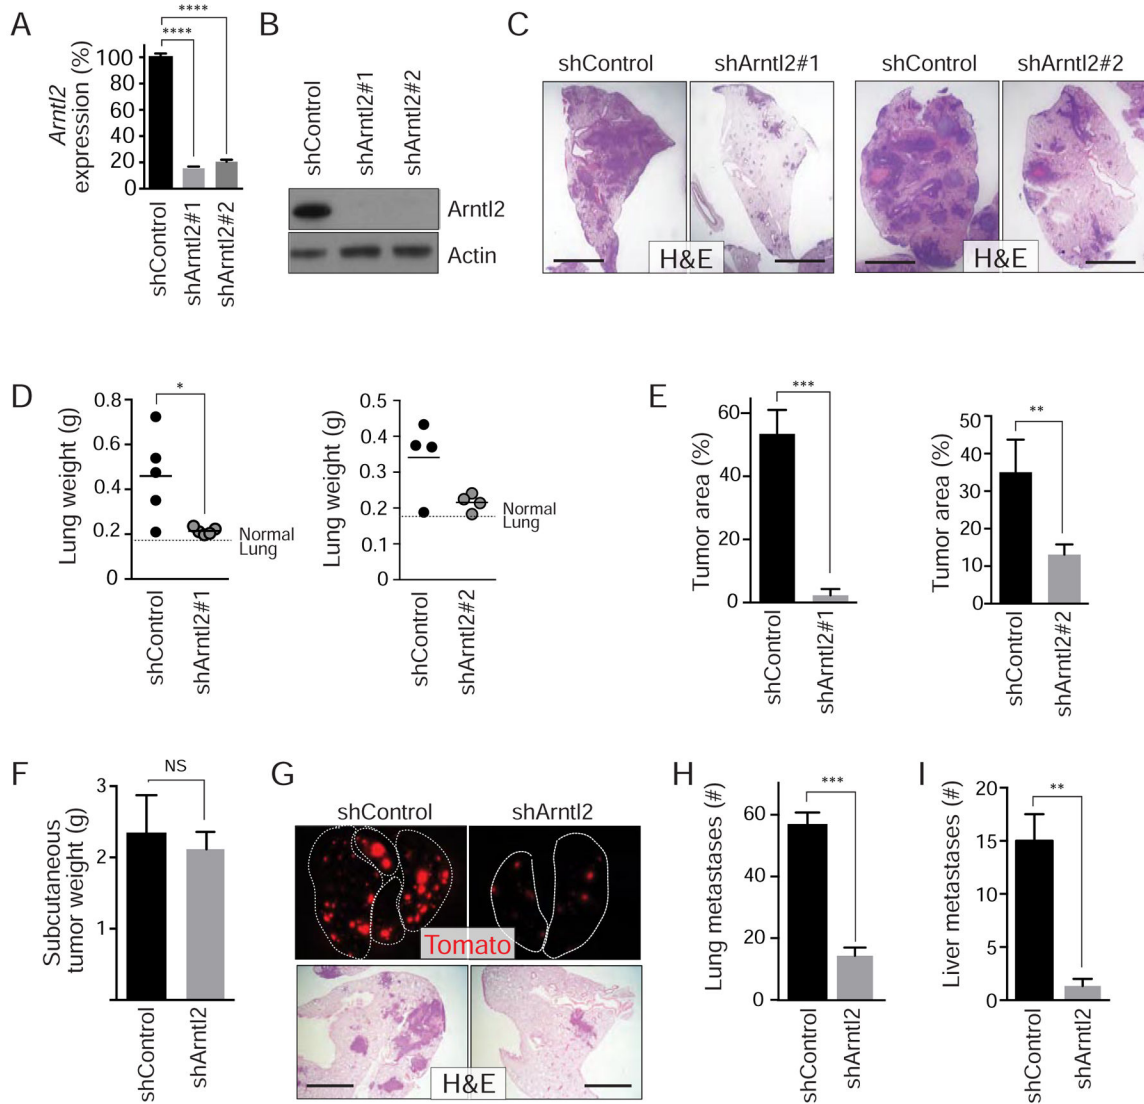 A
****
****
Arntl2
expression (%)
100
80
60
40
20
0
shControl
shArntl2#1
shArntl2#2
B
shControl
shArntl2#1
shArntl2#2
Arntl2
Actin
C
shControl
shArntl2#1
H&E
shControl
shArntl2#2
H&E
D
*
Lung weight (g)
0.8
0.6
0.4
0.2
0
Normal
Lung
shControl
shArntl2#1
Lung weight (g)
0.5
0.4
0.3
0.2
0.1
0
Normal
Lung
shControl
shArntl2#2
E
***
Tumor area (%)
60
40
20
0
shControl
shArntl2#1
**
Tumor area (%)
50
40
30
20
10
0
shControl
shArntl2#2
F
NS
Subcutaneous
tumor weight (g)
3
2
1
shControl
shArntl2
G
shControl
shArntl2
Tomato
H&E
H
***
Lung metastases (#)
60
40
20
0
shControl
shArntl2
I
**
Liver metastases (#)
20
15
10
5
0
shControl
shArntl2